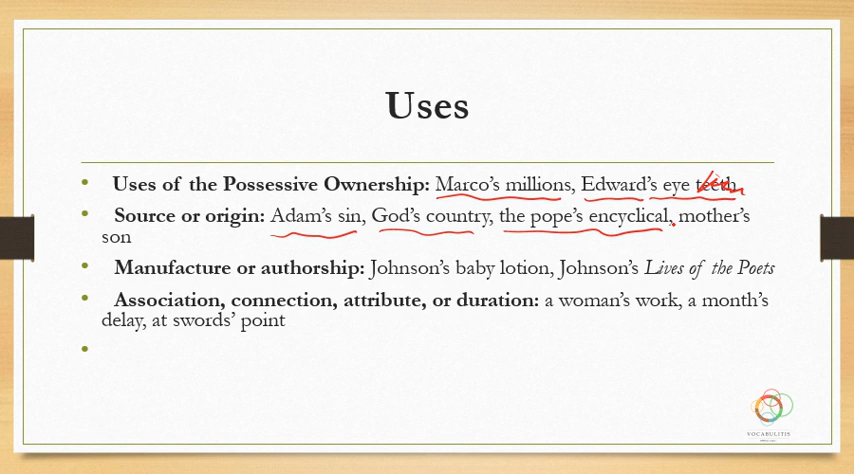 Uses
Uses of the Possessive Ownership: Marco's millions, Edward's eye teeth
Source or origin: Adam's sin, God's country, the pope's encyclical, mother's
son
Manufacture or authorship: Johnson's baby lotion, Johnson's Lives of the Poets
Association, connection, attribute, or duration: a woman's work, a month's
delay, at swords' point
VOCABULITIS